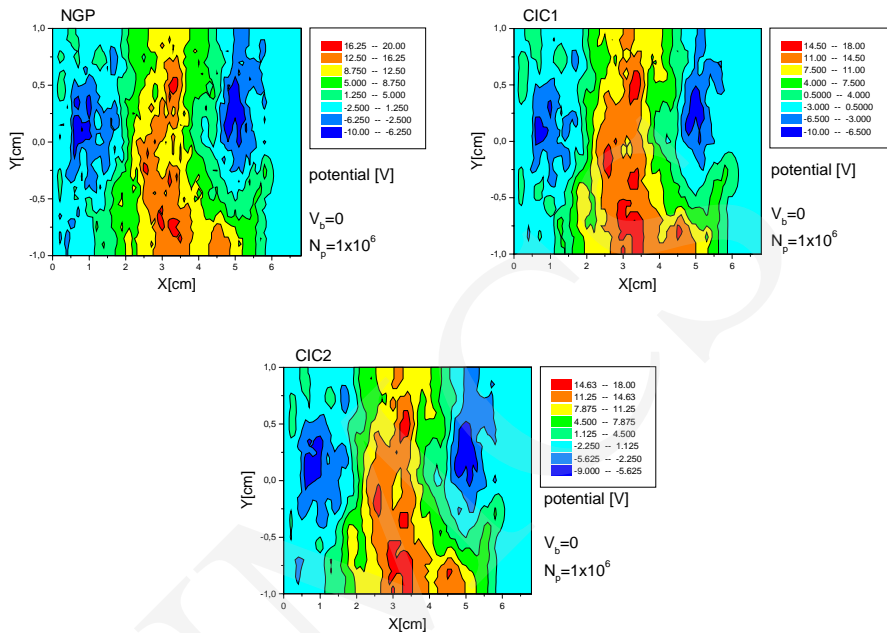 NGP
1,0
0,5
0,0
-0,5
-1,0
Y[cm]
0 1 2 3 4 5 6
X[cm]
16.25 -- 20.00
12.50 -- 16.25
8.750 -- 12.50
5.000 -- 8.750
1.250 -- 5.000
-2.500 -- 1.250
-6.250 -- -2.500
-10.00 -- -6.250
potential [V]
V_b=0
N_p=1x10^6
CIC1
1,0
0,5
0,0
-0,5
-1,0
Y[cm]
0 1 2 3 4 5 6
X[cm]
14.50 -- 18.00
11.00 -- 14.50
7.500 -- 11.00
4.000 -- 7.500
0.5000 -- 4.000
-3.000 -- 0.5000
-6.500 -- -3.000
-10.00 -- -6.500
potential [V]
V_b=0
N_p=1x10^6
CIC2
1,0
0,5
0,0
-0,5
-1,0
Y[cm]
0 1 2 3 4 5 6
X[cm]
14.63 -- 18.00
11.25 -- 14.63
7.875 -- 11.25
4.500 -- 7.875
1.125 -- 4.500
-2.250 -- 1.125
-5.625 -- -2.250
-9.000 -- -5.625
potential [V]
V_b=0
N_p=1x10^6